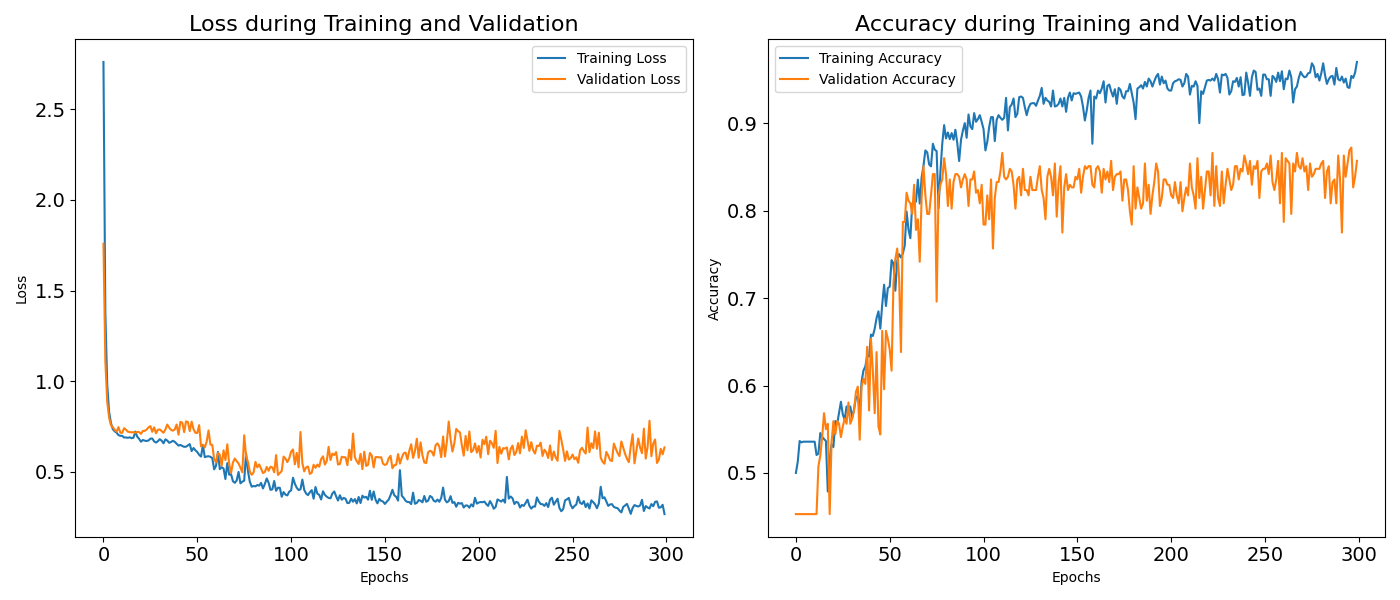 Loss during Training and Validation
Training Loss
Validation Loss
2.5
2.0
1.5
1.0
0.5
Loss
0 50 100 150 200 250 300
Epochs
Accuracy during Training and Validation
Training Accuracy
Validation Accuracy
0.9
0.8
0.7
0.6
0.5
Accuracy
0 50 100 150 200 250 300
Epochs